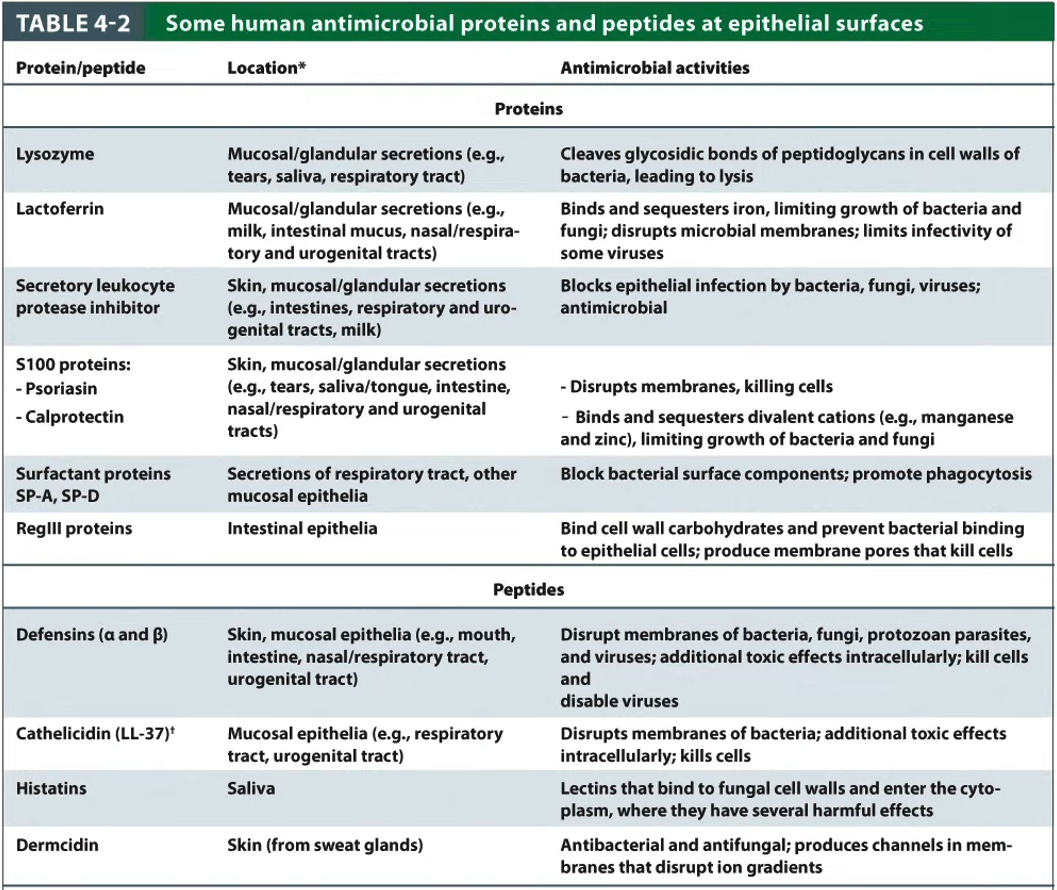 TABLE 4-2 Some human antimicrobial proteins and peptides at epithelial surfaces
Protein/peptide Location* Antimicrobial activities
Proteins
Lysozyme Mucosal/glandular secretions (e.g., Cleaves glycosidic bonds of peptidoglycans in cell walls of
tears, saliva, respiratory tract) bacteria, leading to lysis
Lactoferrin Mucosal/glandular secretions (e.g., Binds and sequesters iron, limiting growth of bacteria and
milk, intestinal mucus, nasal/respira- fungi; disrupts microbial membranes; limits infectivity of
tory and urogenital tracts) some viruses
Secretory leukocyte Skin, mucosal/glandular secretions Blocks epithelial infection by bacteria, fungi, viruses;
protease inhibitor (e.g., intestines, respiratory and uro- antimicrobial
genital tracts, milk)
S100 proteins: Skin, mucosal/glandular secretions
- Psoriasin (e.g., tears, saliva/tongue, intestine, - Disrupts membranes, killing cells
nasal/respiratory and urogenital
- Calprotectin tracts) - Binds and sequesters divalent cations (e.g., manganese
and zinc), limiting growth of bacteria and fungi
Surfactant proteins Secretions of respiratory tract, other Block bacterial surface components; promote phagocytosis
SP-A, SP-D mucosal epithelia
RegIII proteins Intestinal epithelia Bind cell wall carbohydrates and prevent bacterial binding
to epithelial cells; produce membrane pores that kill cells
Peptides
Defensins (α and β) Skin, mucosal epithelia (e.g., mouth, Disrupt membranes of bacteria, fungi, protozoan parasites,
intestine, nasal/respiratory tract, and viruses; additional toxic effects intracellularly; kill cells
urogenital tract) and
disable viruses
Cathelicidin (LL-37)† Mucosal epithelia (e.g., respiratory Disrupts membranes of bacteria; additional toxic effects
tract, urogenital tract) intracellularly; kills cells
Histatins Saliva Lectins that bind to fungal cell walls and enter the cyto-
plasm, where they have several harmful effects
Dermcidin Skin (from sweat glands) Antibacterial and antifungal; produces channels in mem-
branes that disrupt ion gradients